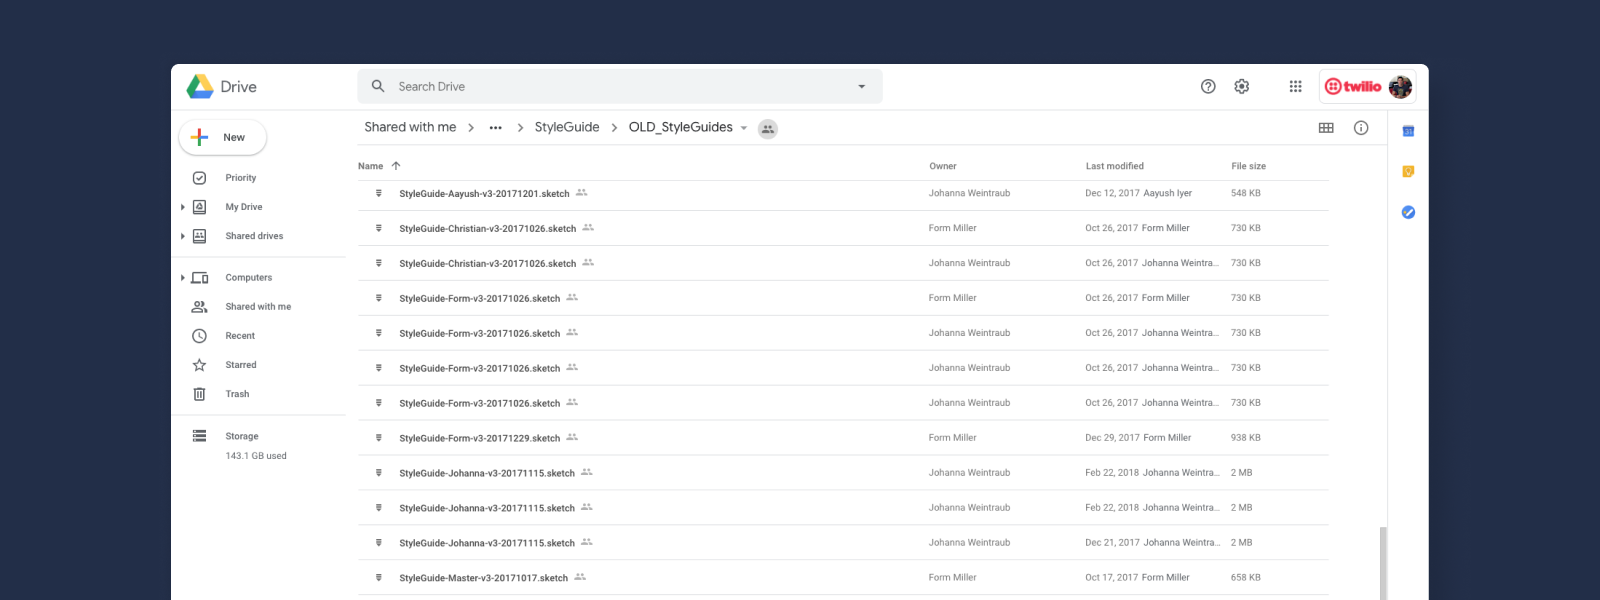 Drive
Search Drive
twilio
New
Shared with me
StyleGuide
OLD_StyleGuides
Priority
My Drive
Shared drives
Computers
Shared with me
Recent
Starred
Trash
Storage
143.1 GB used
Name Owner Last modified File size
StyleGuide-Aayush-v3-20171201.sketch Johanna Weintraub Dec 12, 2017 Aayush Iyer 548 KB
StyleGuide-Christian-v3-20171026.sketch Form Miller Oct 26, 2017 Form Miller 730 KB
StyleGuide-Christian-v3-20171026.sketch Johanna Weintraub Oct 26, 2017 Johanna Weintra... 730 KB
StyleGuide-Form-v3-20171026.sketch Form Miller Oct 26, 2017 Form Miller 730 KB
StyleGuide-Form-v3-20171026.sketch Johanna Weintraub Oct 26, 2017 Johanna Weintra... 730 KB
StyleGuide-Form-v3-20171026.sketch Johanna Weintraub Oct 26, 2017 Johanna Weintra... 730 KB
StyleGuide-Form-v3-20171026.sketch Johanna Weintraub Oct 26, 2017 Johanna Weintra... 730 KB
StyleGuide-Form-v3-20171229.sketch Form Miller Dec 29, 2017 Form Miller 938 KB
StyleGuide-Johanna-v3-20171115.sketch Johanna Weintraub Feb 22, 2018 Johanna Weintra... 2 MB
StyleGuide-Johanna-v3-20171115.sketch Johanna Weintraub Feb 22, 2018 Johanna Weintra... 2 MB
StyleGuide-Johanna-v3-20171115.sketch Johanna Weintraub Dec 21, 2017 Johanna Weintra... 2 MB
StyleGuide-Master-v3-20171017.sketch Form Miller Oct 17, 2017 Form Miller 658 KB
31